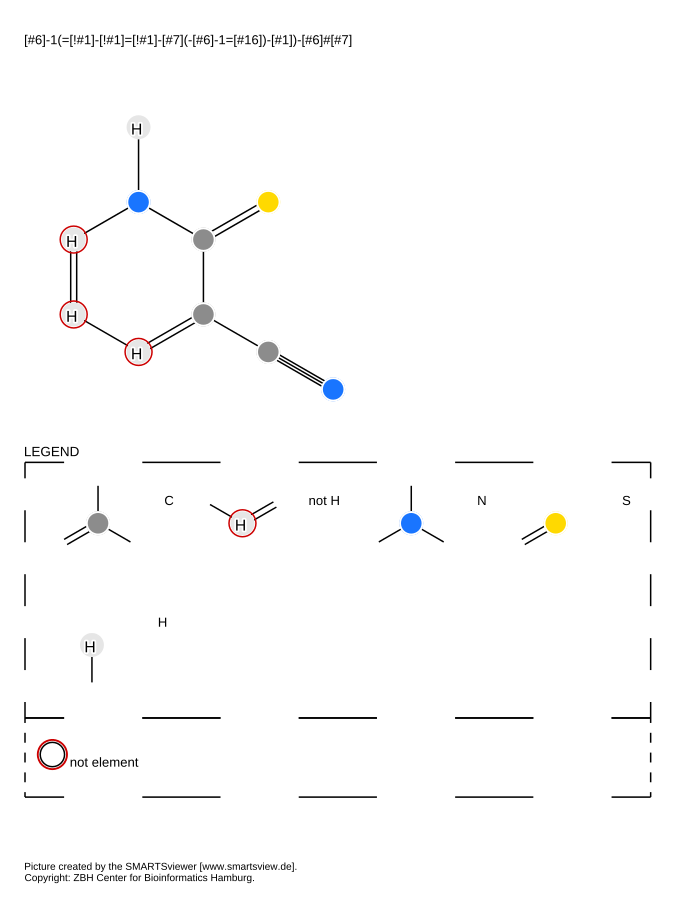 [#6]-1(=[!#1]-[!#1]=[!#1]-[#7](-[#6]-1=[#16])-[#1])-[#6]#[#7]
H
H
H
H
LEGEND
C not H N S
H
H
H
not element
Picture created by the SMARTSviewer [www.smartsview.de].
Copyright: ZBH Center for Bioinformatics Hamburg.